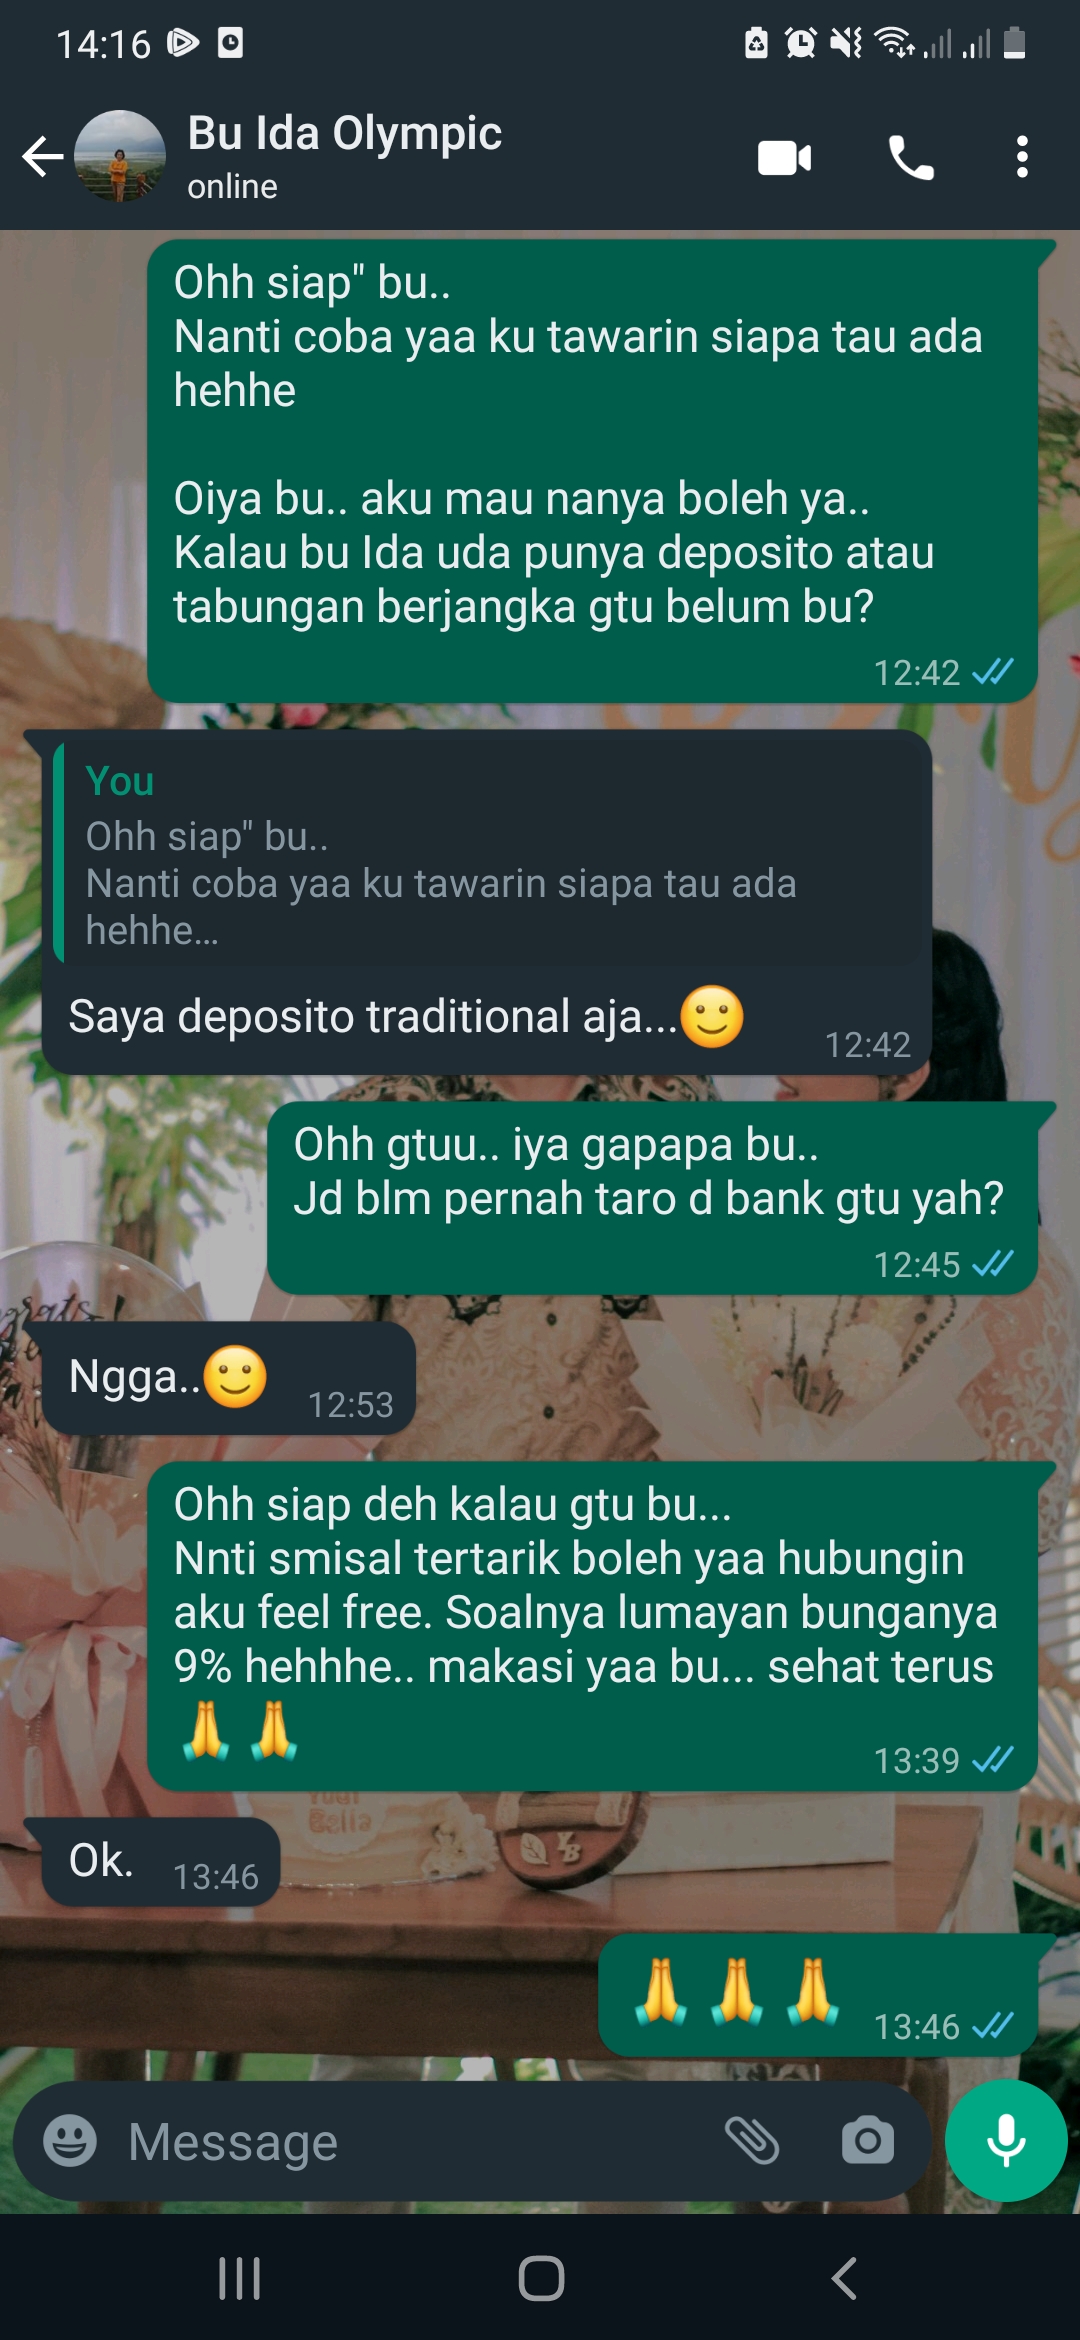 14:16
Bu Ida Olympic
online
Ohh siap" bu..
Nanti coba yaa ku tawarin siapa tau ada
hehhe
Oiya bu.. aku mau nanya boleh ya..
Kalau bu Ida uda punya deposito atau
tabungan berjangka gtu belum bu?
12:42
You
Ohh siap" bu..
Nanti coba yaa ku tawarin siapa tau ada
hehhe...
Saya deposito traditional aja...🙂
12:42
Ohh gtuu.. iya gapapa bu..
Jd blm pernah taro d bank gtu yah?
12:45
Ngga..🙂
12:53
Ohh siap deh kalau gtu bu...
Nnti smisal tertarik boleh yaa hubungin
aku feel free. Soalnya lumayan bunganya
9% hehhhe.. makasi yaa bu... sehat terus
🙏🙏
13:39
Ok.
13:46
🙏🙏🙏
13:46
Message